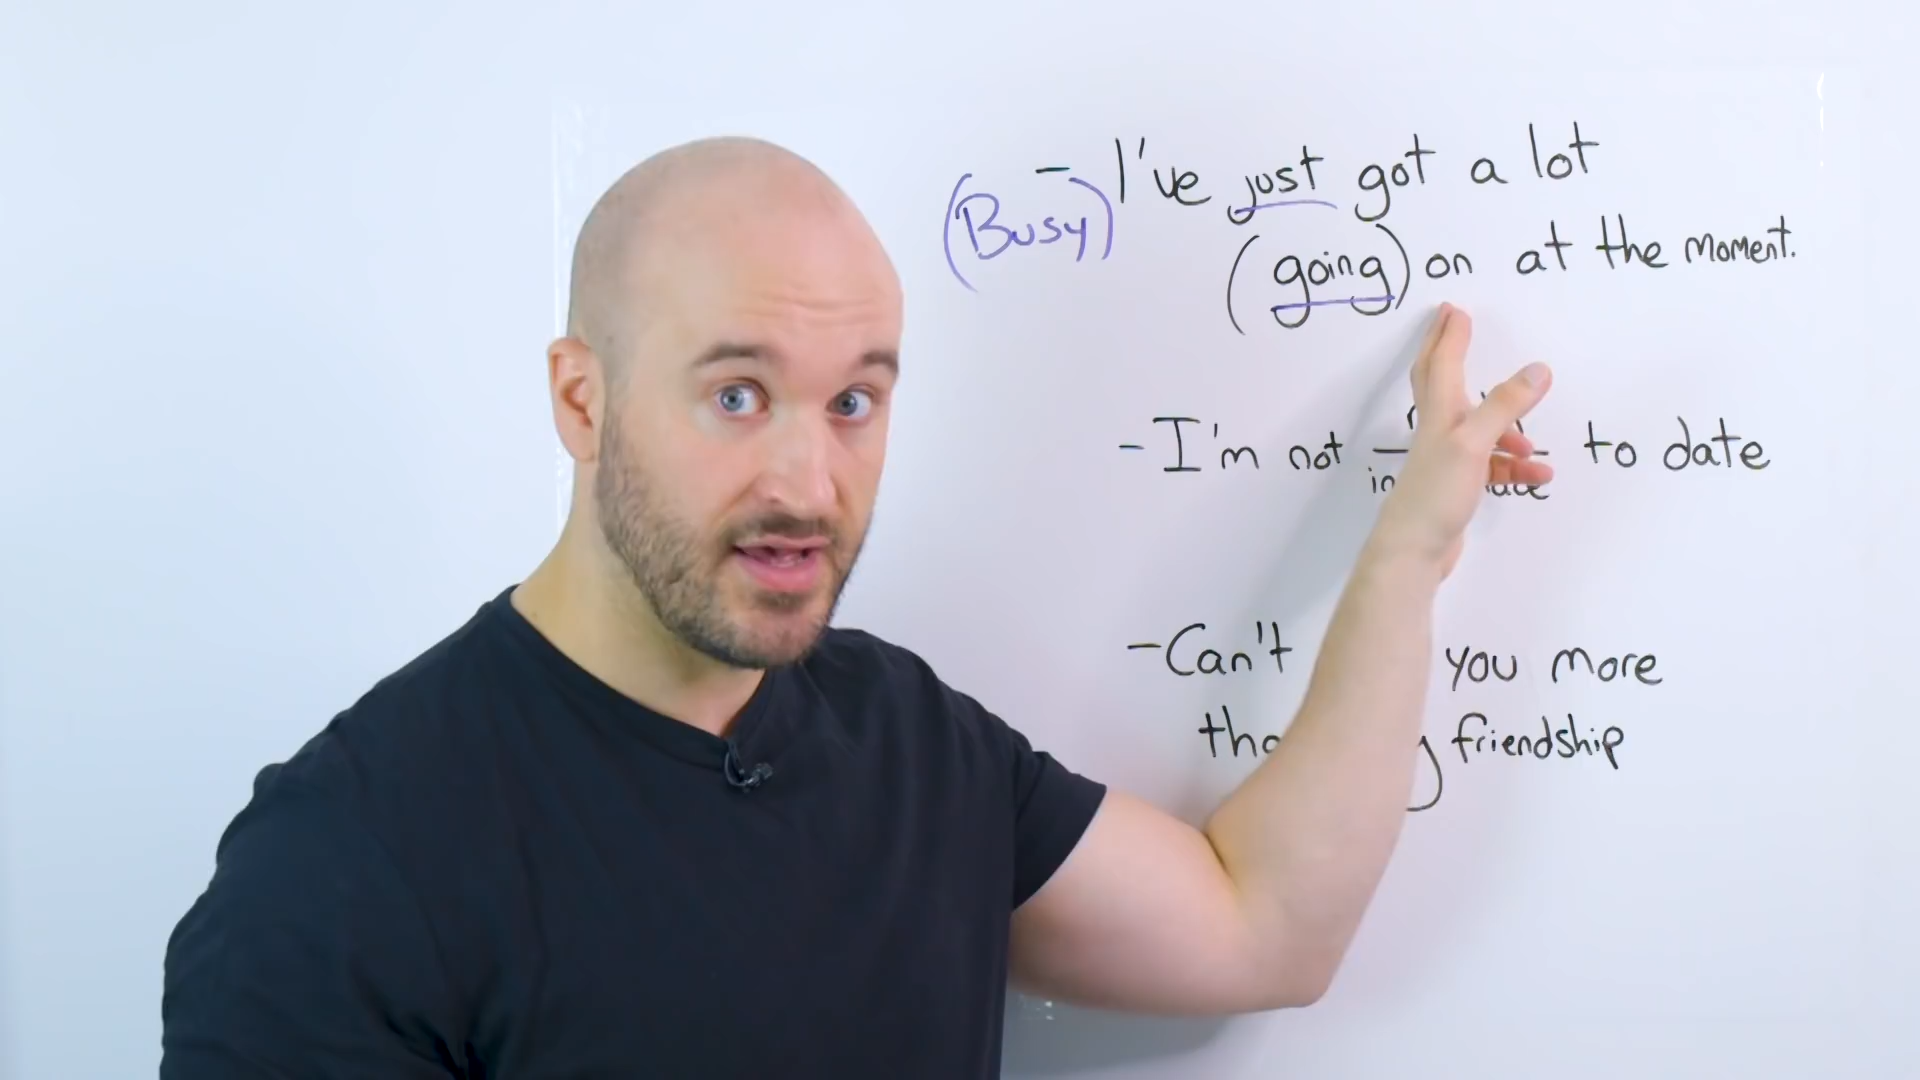 - I've just got a lot
(Busy)
(going) on at the moment.
- I'm not to date
- Can't you more
friendship